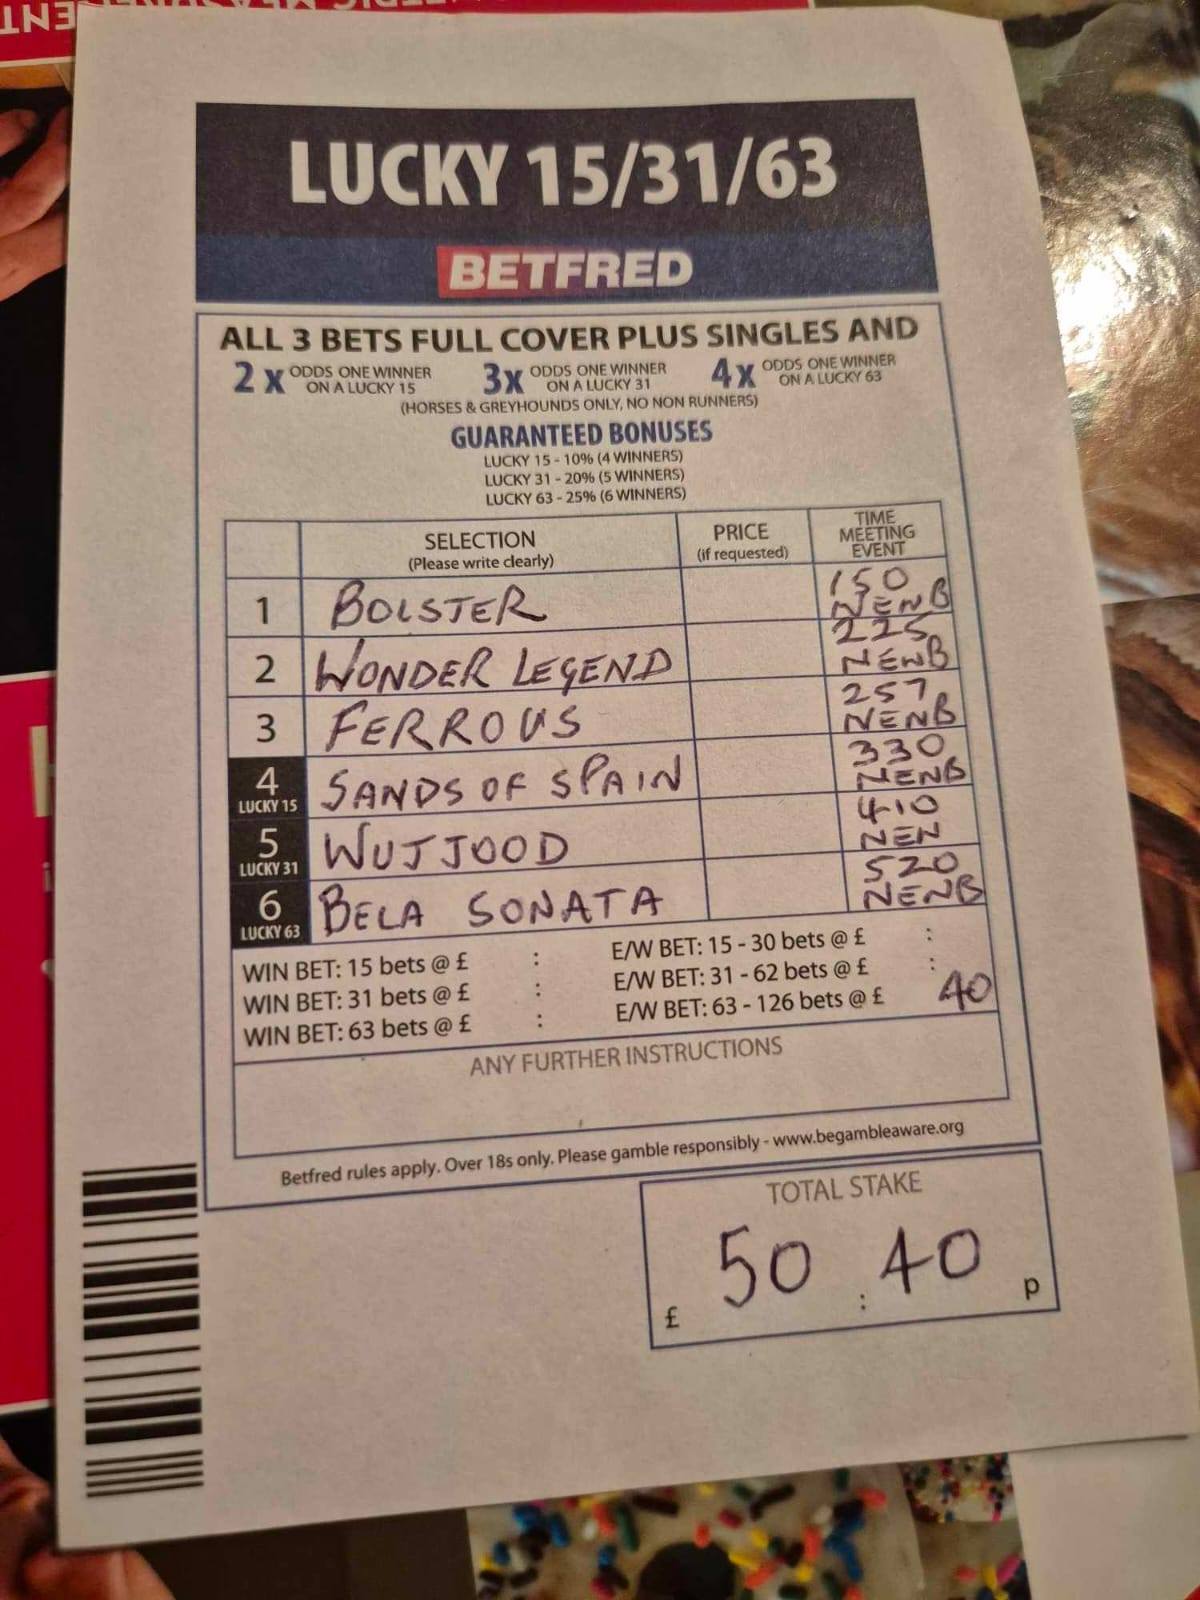 LUCKY 15/31/63
BETFRED
ALL 3 BETS FULL COVER PLUS SINGLES AND
2x ODDS ONE WINNER ON A LUCKY 15 3x ODDS ONE WINNER ON A LUCKY 31 4x ODDS ONE WINNER ON A LUCKY 63
(HORSES & GREYHOUNDS ONLY, NO NON RUNNERS)
GUARANTEED BONUSES
LUCKY 15 - 10% (4 WINNERS)
LUCKY 31 - 20% (5 WINNERS)
LUCKY 63 - 25% (6 WINNERS)
SELECTION (Please write clearly) PRICE (if requested) TIME MEETING EVENT
1 BOLSTER 150 NENB
2 WONDER LEGEND 225 NEWB
3 FERROUS 257 NENB
4 LUCKY 15 SANDS OF SPAIN 330 NENB
5 LUCKY 31 WUJJOOD 410 NEN
6 LUCKY 63 BELA SONATA 520 NENB
WIN BET: 15 bets @ £ : E/W BET: 15 - 30 bets @ £ :
WIN BET: 31 bets @ £ : E/W BET: 31 - 62 bets @ £ :
WIN BET: 63 bets @ £ : E/W BET: 63 - 126 bets @ £ 40
ANY FURTHER INSTRUCTIONS
Betfred rules apply. Over 18s only. Please gamble responsibly - www.begambleaware.org
TOTAL STAKE
£ 50 : 40 p